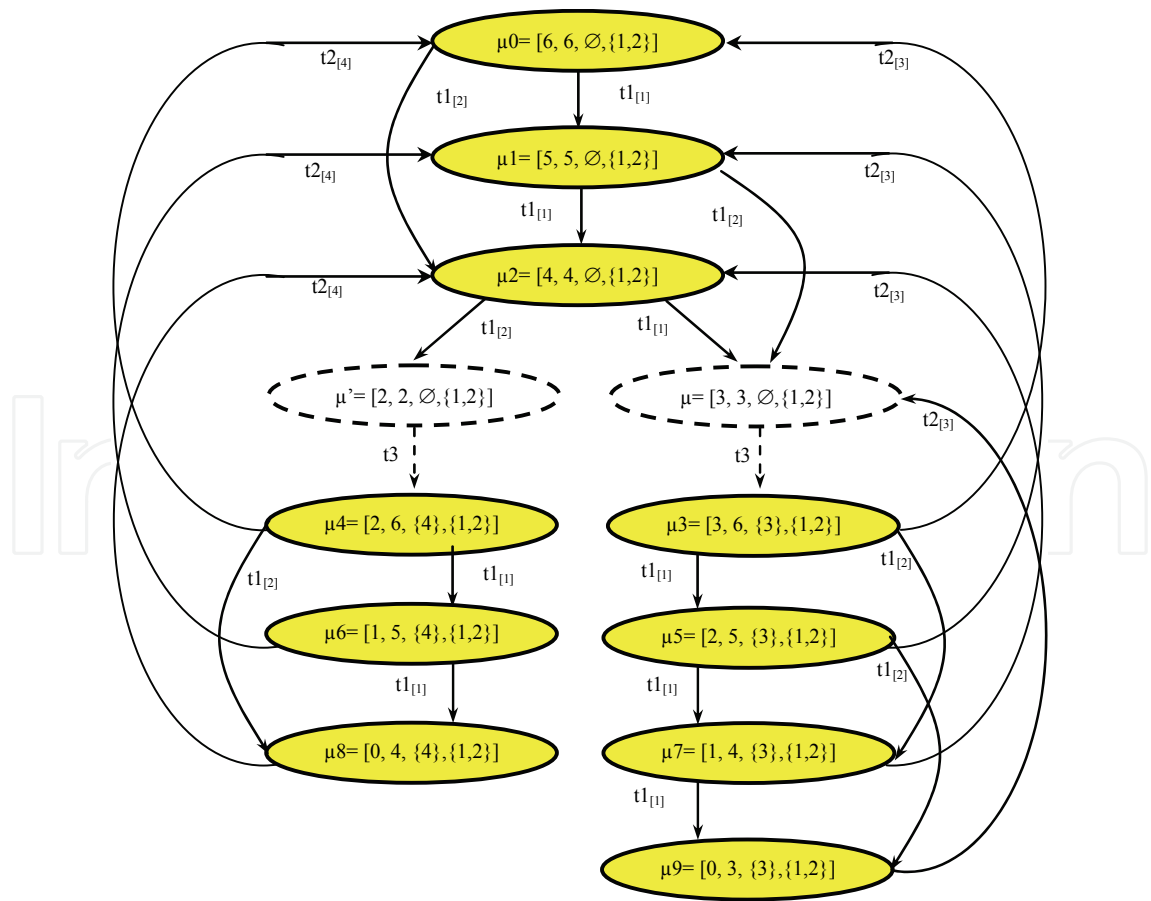 µ0= [6, 6, ∅,{1,2}]
t2[4]
t2[3]
t1[2]
t1[1]
µ1= [5, 5, ∅,{1,2}]
t2[4]
t2[3]
t1[1]
t1[2]
µ2= [4, 4, ∅,{1,2}]
t2[4]
t2[3]
t1[2]
t1[1]
µ’= [2, 2, ∅,{1,2}]
µ= [3, 3, ∅,{1,2}]
t2[3]
t3
t3
µ4= [2, 6, {4},{1,2}]
µ3= [3, 6, {3},{1,2}]
t1[2]
t1[1]
t1[1]
t1[2]
µ6= [1, 5, {4},{1,2}]
µ5= [2, 5, {3},{1,2}]
t1[1]
t1[1]
t1[2]
µ8= [0, 4, {4},{1,2}]
µ7= [1, 4, {3},{1,2}]
t1[1]
µ9= [0, 3, {3},{1,2}]